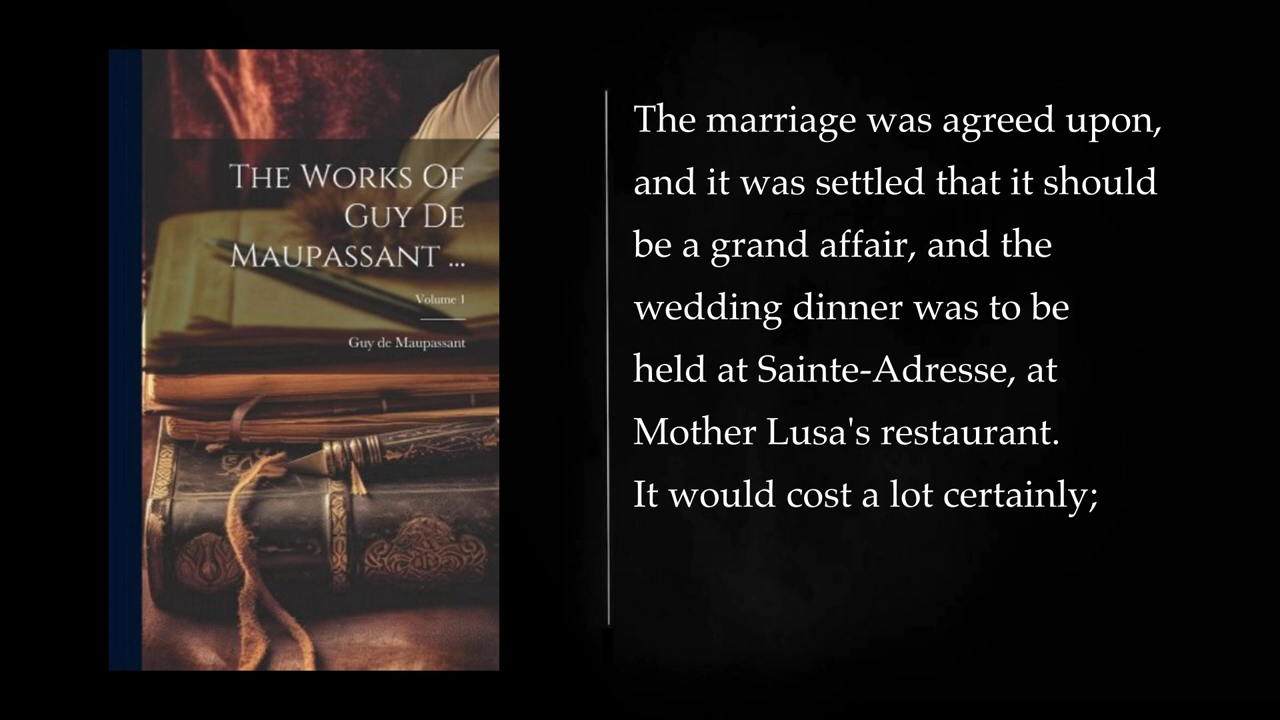 The Works Of
Guy De
Maupassant ...
Volume 1
Guy de Maupassant
The marriage was agreed upon,
and it was settled that it should
be a grand affair, and the
wedding dinner was to be
held at Sainte-Adresse, at
Mother Lusa's restaurant.
It would cost a lot certainly;